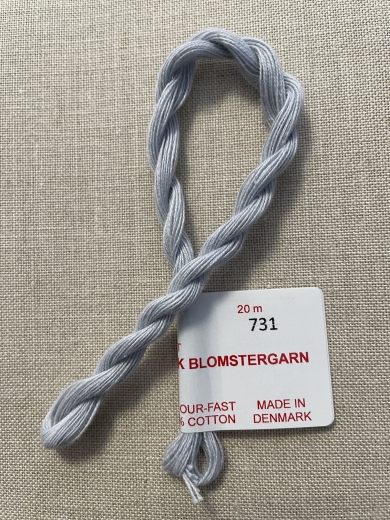 20 m
731
K BLOMSTERGARN
OUR-FAST MADE IN
% COTTON DENMARK